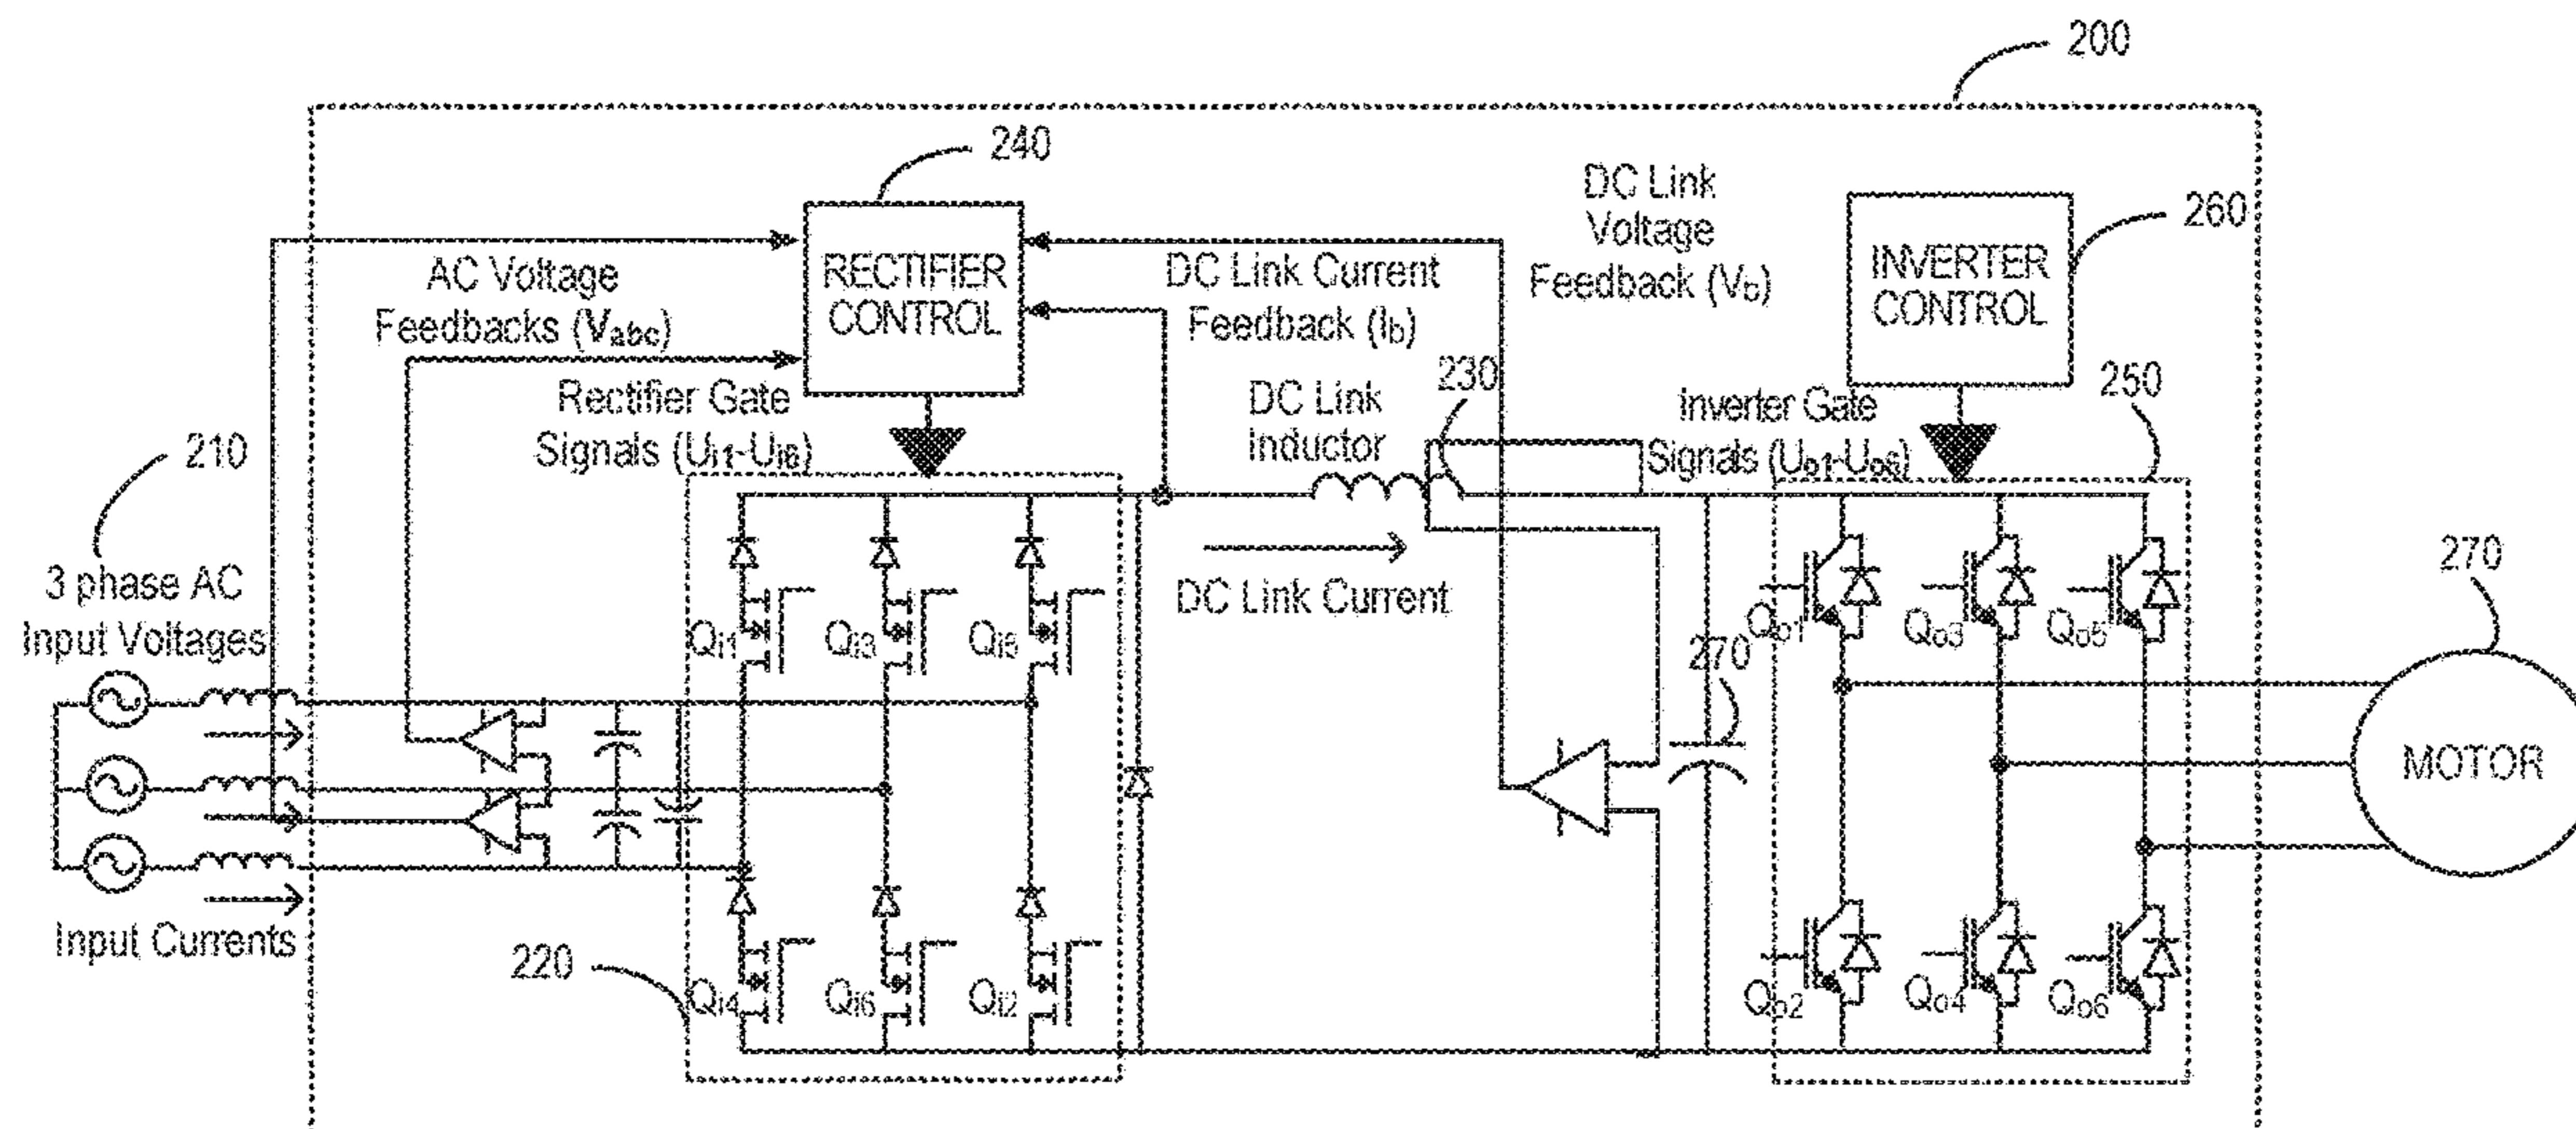 200
240
DC Link
Voltage
Feedback (Vb)
260
RECTIFIER
CONTROL
INVERTER
CONTROL
AC Voltage
Feedbacks (Vabc)
DC Link Current
Feedback (Ib)
230
250
Rectifier Gate
Signals (Ui1-Ui6)
DC Link
Inductor
Inverter Gate
Signals (Uo1-Uo6)
210
3 phase AC
Input Voltages
DC Link Current
270
Qi1
Qi3
Qi5
Qo1
Qo3
Qo5
270
MOTOR
Input Currents
220
Qi4
Qi6
Qi2
Qo2
Qo4
Qo6